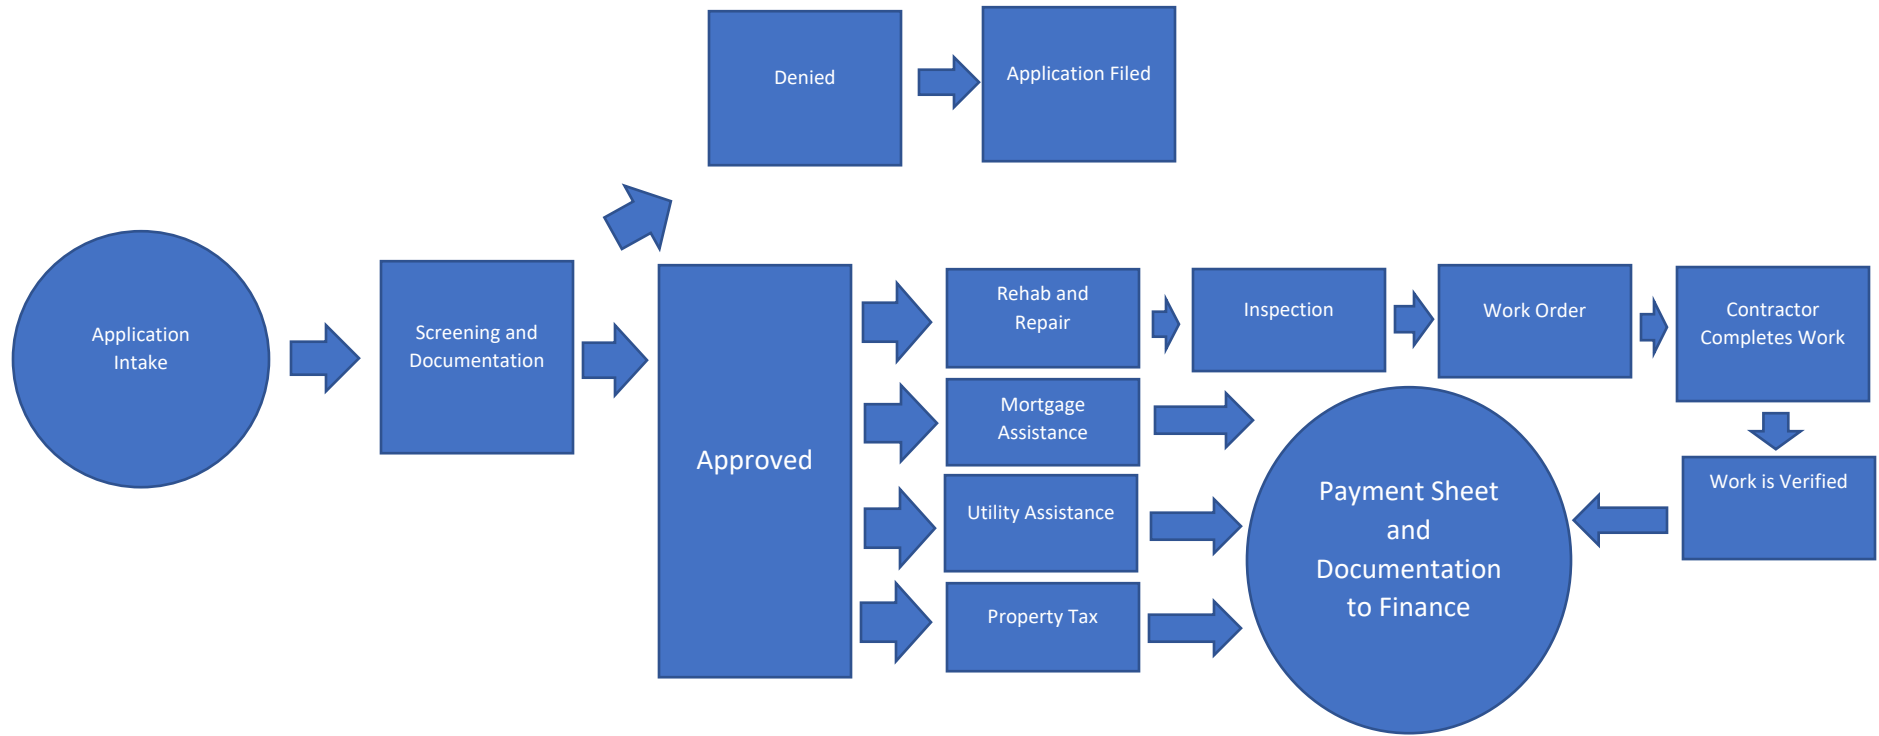 Denied
Application Filed
Application
Intake
Screening and
Documentation
Approved
Rehab and
Repair
Inspection
Work Order
Contractor
Completes Work
Mortgage
Assistance
Utility Assistance
Property Tax
Payment Sheet
and
Documentation
to Finance
Work is Verified